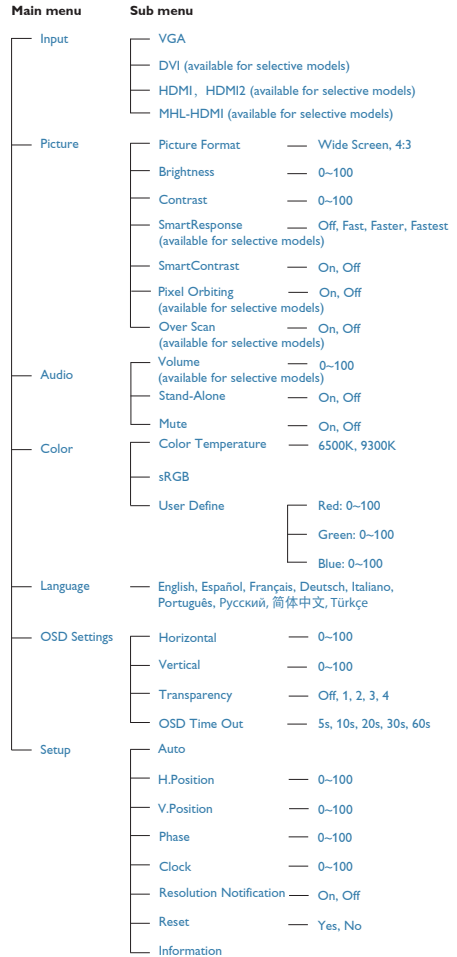 Main menu Sub menu
Input VGA
DVI (available for selective models)
HDMI，HDMI2 (available for selective models)
MHL-HDMI (available for selective models)
Picture Picture Format Wide Screen, 4:3
Brightness 0~100
Contrast 0~100
SmartResponse Off, Fast, Faster, Fastest
(available for selective models)
SmartContrast On, Off
Pixel Orbiting On, Off
(available for selective models)
Over Scan On, Off
(available for selective models)
Audio Volume 0~100
(available for selective models)
Stand-Alone On, Off
Mute On, Off
Color Color Temperature 6500K, 9300K
sRGB
User Define Red: 0~100
Green: 0~100
Blue: 0~100
Language English, Español, Français, Deutsch, Italiano,
Português, Русский, 简体中文, Türkçe
OSD Settings Horizontal 0~100
Vertical 0~100
Transparency Off, 1, 2, 3, 4
OSD Time Out 5s, 10s, 20s, 30s, 60s
Setup Auto
H.Position 0~100
V.Position 0~100
Phase 0~100
Clock 0~100
Resolution Notification On, Off
Reset Yes, No
Information